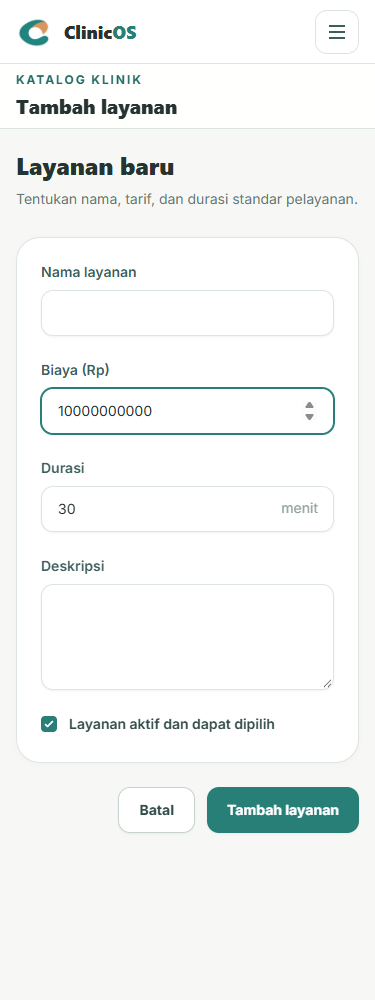 ClinicOS
KATALOG KLINIK
Tambah layanan
Layanan baru
Tentukan nama, tarif, dan durasi standar pelayanan.
Nama layanan
Biaya (Rp)
10000000000
Durasi
30 menit
Deskripsi
Layanan aktif dan dapat dipilih
Batal Tambah layanan